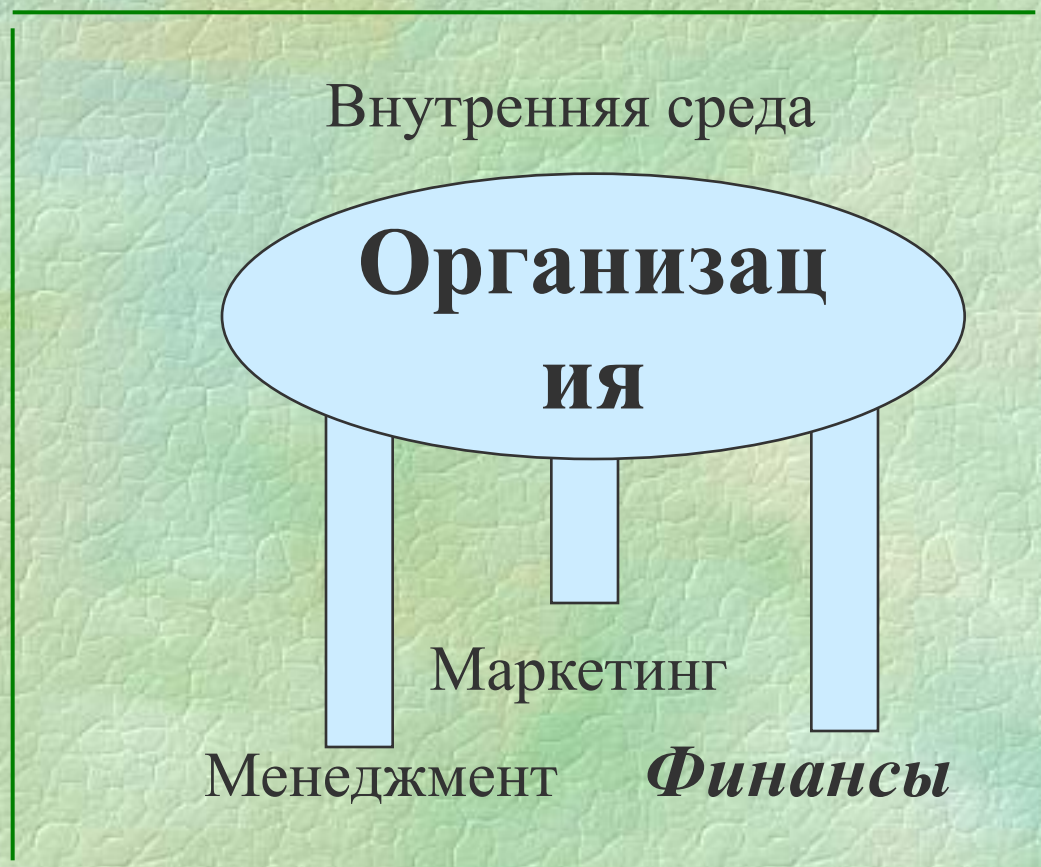 Внутренняя среда
Организац
ия
Маркетинг
Менеджмент Финансы